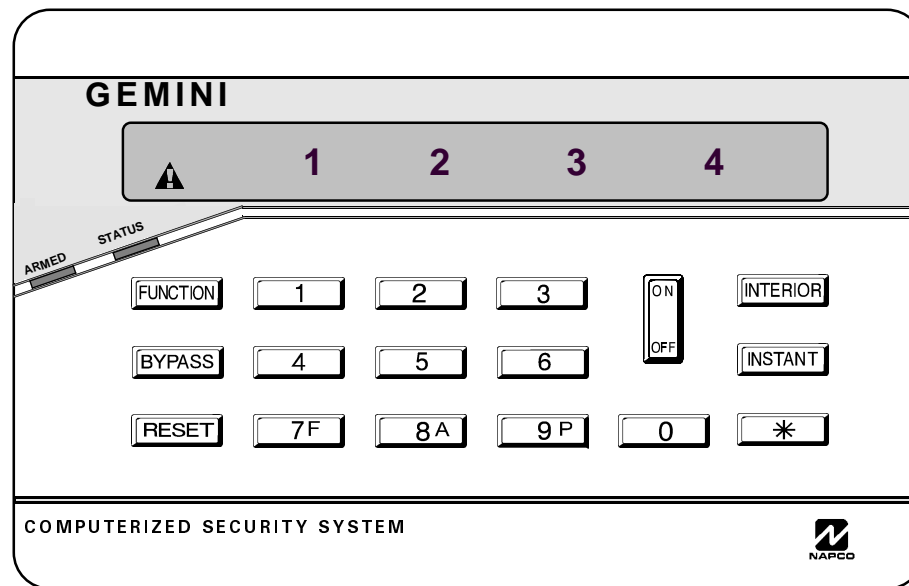 GEMINI
1 2 3 4
ARMED STATUS
FUNCTION 1 2 3 ON INTERIOR
BYPASS 4 5 6 OFF INSTANT
RESET 7F 8A 9P 0 *
COMPUTERIZED SECURITY SYSTEM
NAPCO